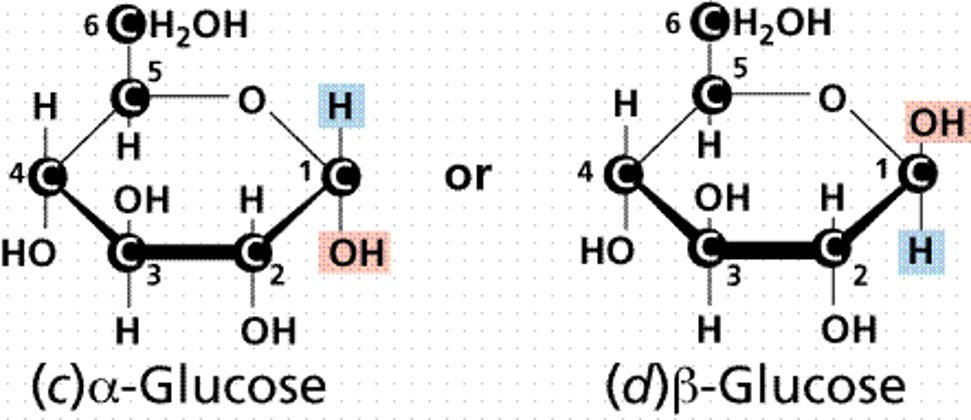 6 CH₂OH 6 CH₂OH
5 5
H C O H H C O OH
H H
4 C OH H 1 C or 4 C OH H 1 C
HO C C OH HO C C H
3 2 3 2
H OH H OH
(c)α-Glucose (d)β-Glucose